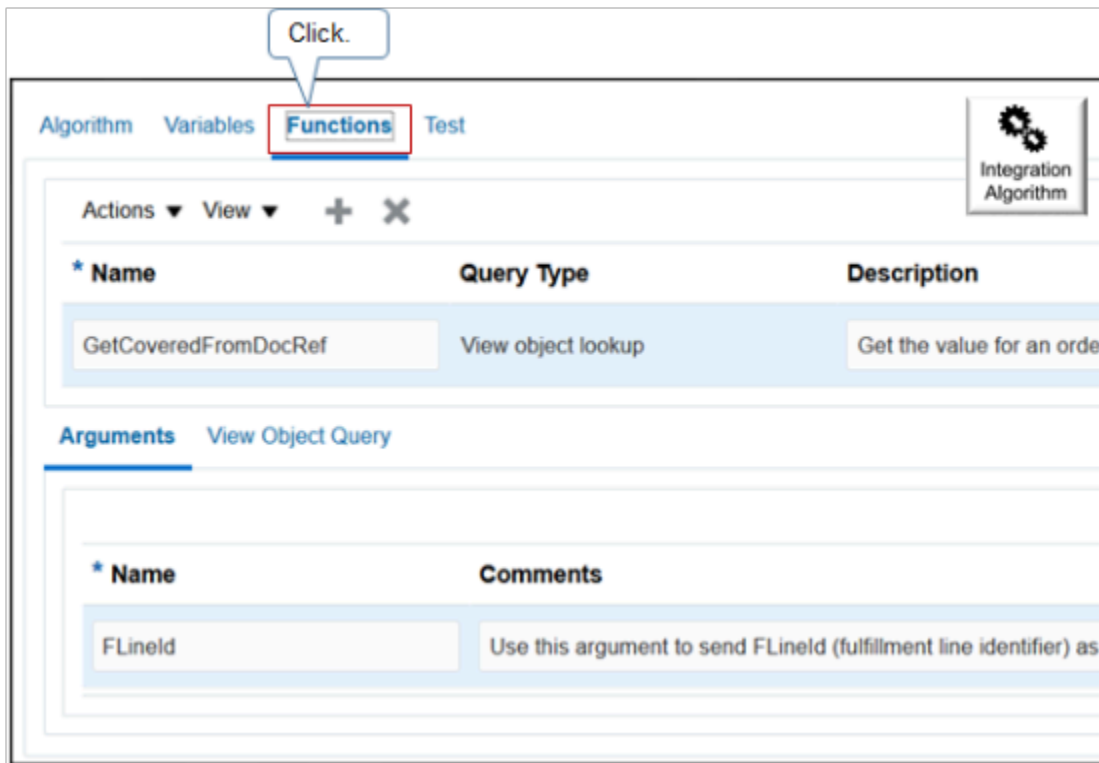 Click.
Algorithm Variables Functions Test
Integration
Algorithm
Actions View
* Name Query Type Description
GetCoveredFromDocRef View object lookup Get the value for an orde
Arguments View Object Query
* Name Comments
FLineId Use this argument to send FLineId (fulfillment line identifier) as